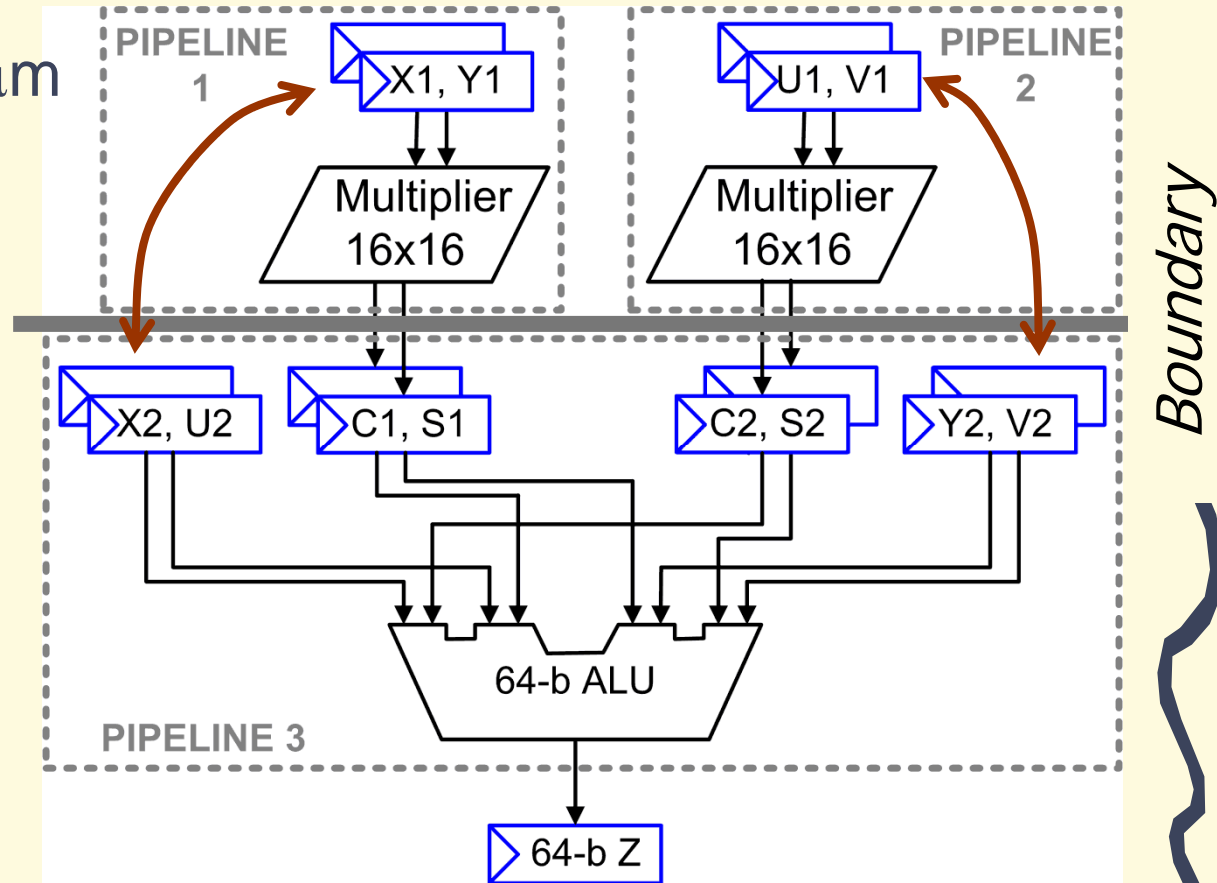 am
PIPELINE
1
X1, Y1
U1, V1
PIPELINE
2
Multiplier
16x16
Multiplier
16x16
Boundary
X2, U2
C1, S1
C2, S2
Y2, V2
64-b ALU
PIPELINE 3
64-b Z